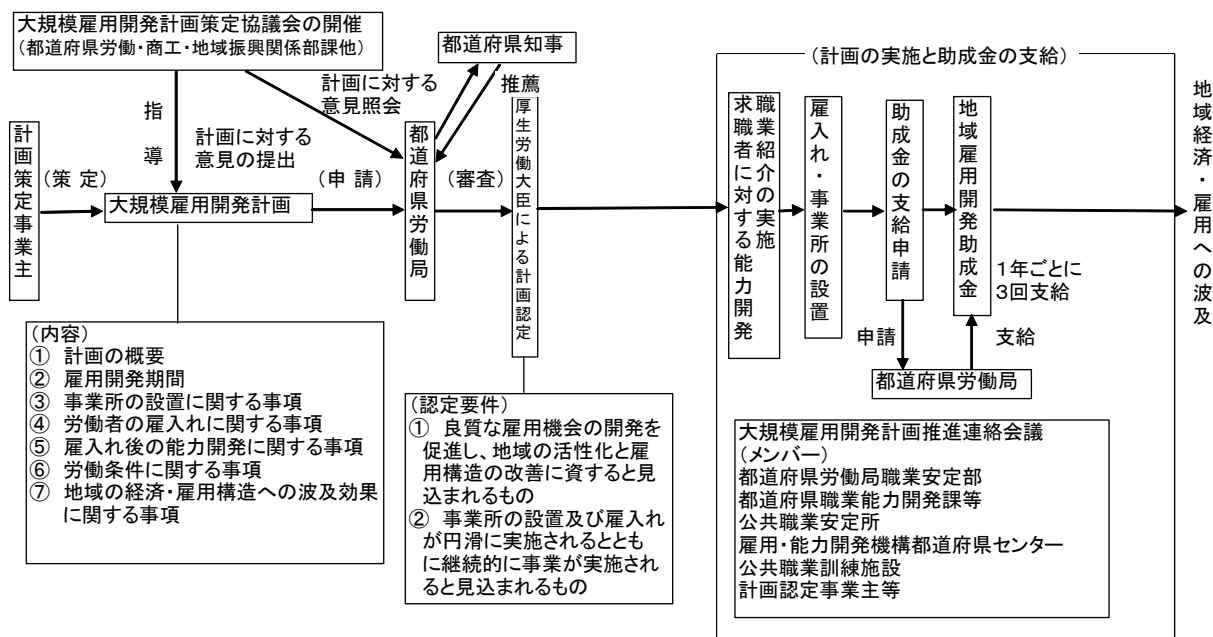 大規模雇用開発計画策定協議会の開催
(都道府県労働・商工・地域振興関係部課他)
都道府県知事
計画に対する
意見照会
推薦
指導
計画に対する
意見の提出
計画策定事業主
(策 定)
大規模雇用開発計画
(申 請)
都道府県労働局
(審査)
厚生労働大臣による計画認定
(計画の実施と助成金の支給)
職業紹介の実施
求職者に対する能力開発
雇入れ・事業所の設置
助成金の支給申請
地域雇用開発助成金
1年ごとに
3回支給
申請
支給
都道府県労働局
地域経済・雇用への波及
(内容)
① 計画の概要
② 雇用開発期間
③ 事業所の設置に関する事項
④ 労働者の雇入れに関する事項
⑤ 雇入れ後の能力開発に関する事項
⑥ 労働条件に関する事項
⑦ 地域の経済・雇用構造への波及効果
に関する事項
(認定要件)
① 良質な雇用機会の開発を
促進し、地域の活性化と雇
用構造の改善に資すると見
込まれるもの
② 事業所の設置及び雇入れ
が円滑に実施されるととも
に継続的に事業が実施され
ると見込まれるもの
大規模雇用開発計画推進連絡会議
(メンバー)
都道府県労働局職業安定部
都道府県職業能力開発課等
公共職業安定所
雇用・能力開発機構都道府県センター
公共職業訓練施設
計画認定事業主等